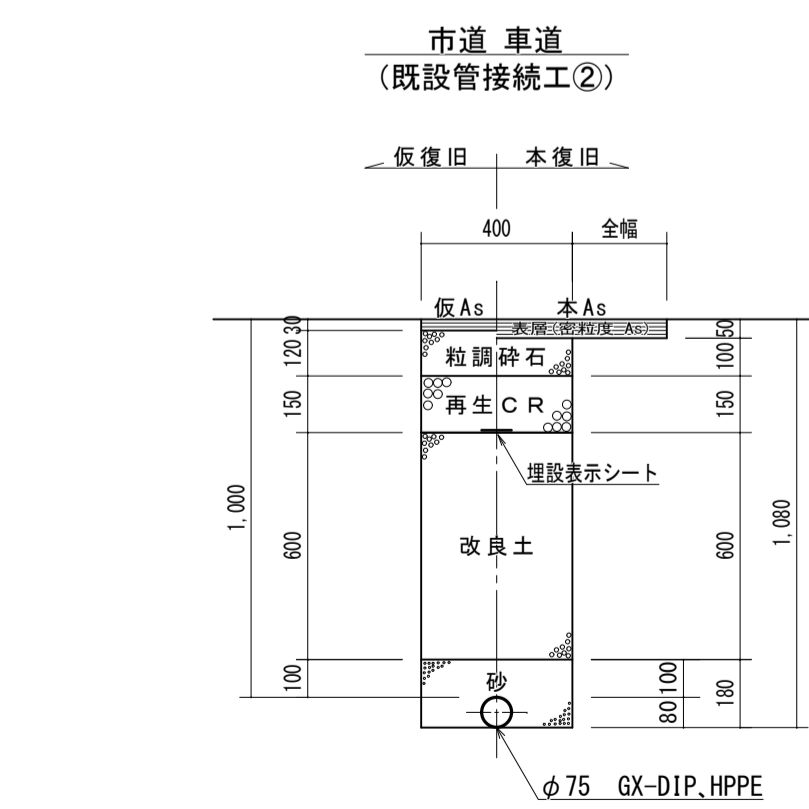 市道 車道
(既設管接続工②)
仮復旧 本復旧
400 全幅
仮As 本As
表層(密粒度 As)
30
50
120
粒調砕石
100
150
再生CR
150
埋設表示シート
1,000
600
改良土
600
1,080
100
砂
100
80
180
φ75 GX-DIP、HPPE